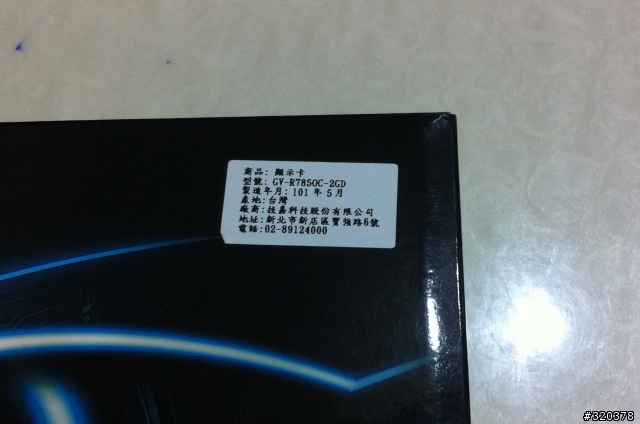 商品: 顯示卡
型號: GV-R785OC-2GD
製造年月: 101 年 5 月
產地:台灣
廠商:技嘉科技股份有限公司
地址:新北市新店區寶強路6號
電話:02-89124000
#320378